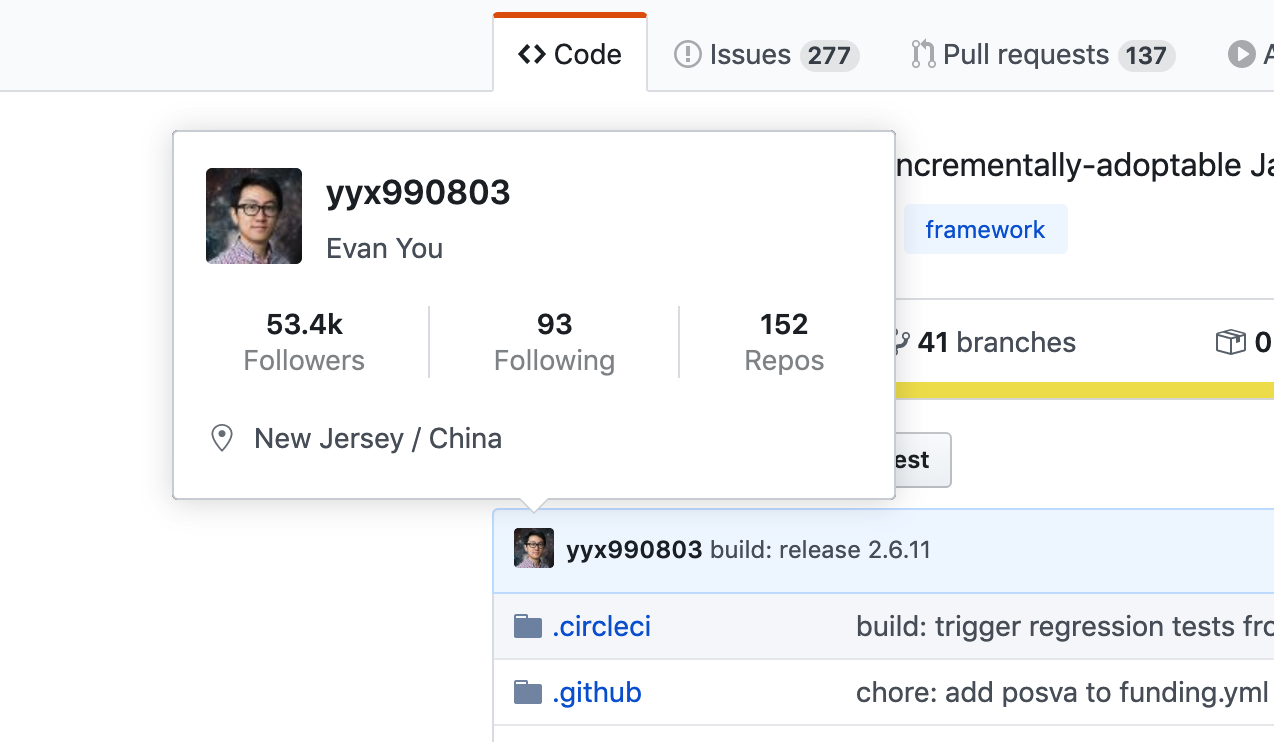 Code Issues 277 Pull requests 137
ncrementally-adoptable
yyx990803
Evan You
framework
53.4k 93 152
Followers Following Repos
41 branches 0
New Jersey / China
est
yyx990803 build: release 2.6.11
.circleci build: trigger regression tests
.github chore: add posva to funding.yml